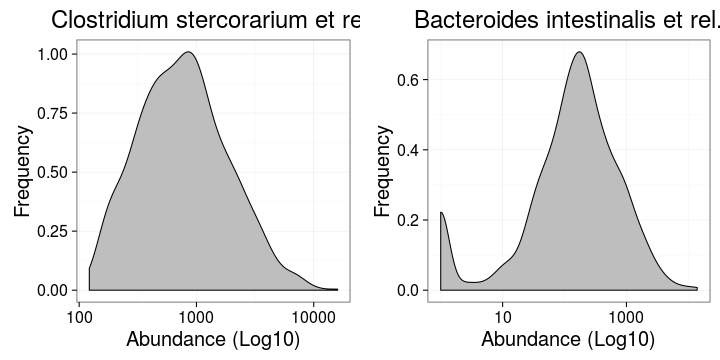 Clostridium stercorarium et re
Frequency
1.00
0.75
0.50
0.25
0.00
100 1000 10000
Abundance (Log10)
Bacteroides intestinalis et rel.
Frequency
0.6
0.4
0.2
0.0
10 1000
Abundance (Log10)